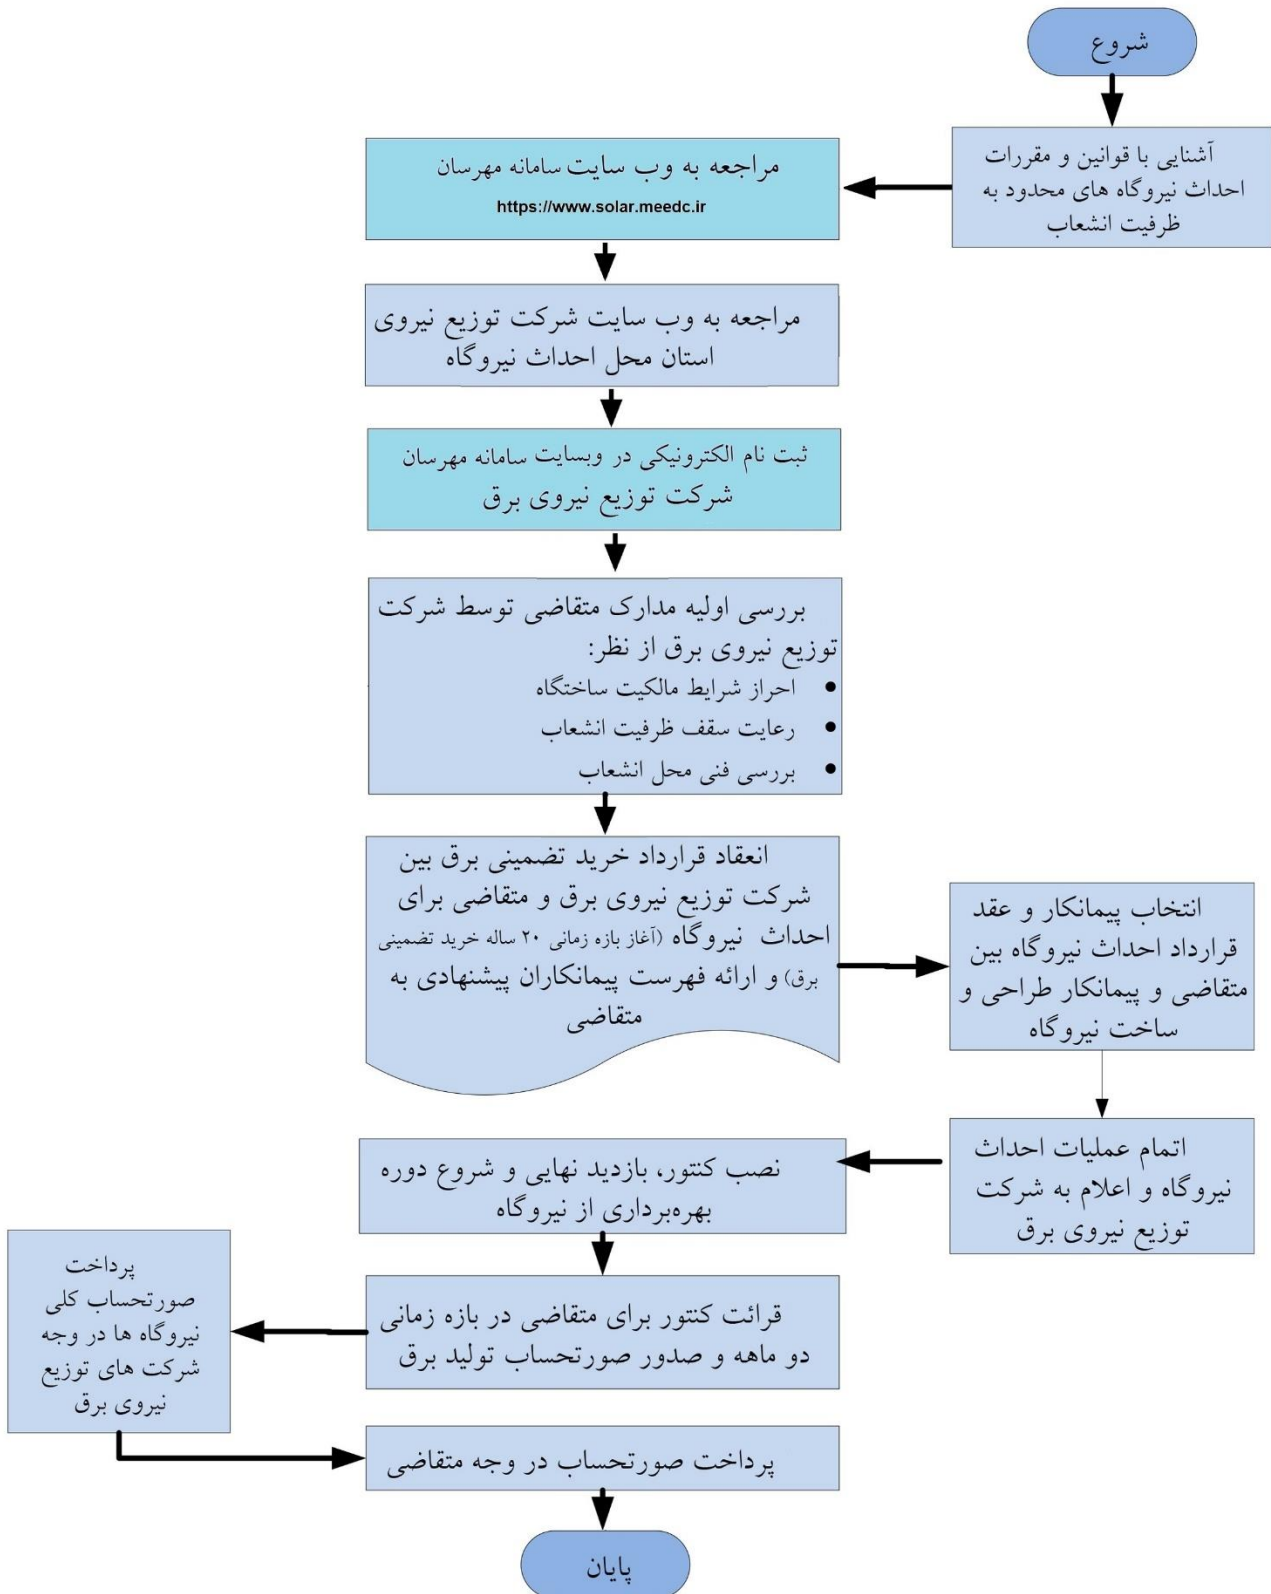 شروع
آشنایی با قوانین و مقررات
احداث نیروگاه های محدود به
ظرفیت انشعاب
مراجعه به وب سایت سامانه مهرسان
https://www.solar.meedc.ir
مراجعه به وب سایت شرکت توزیع نیروی
استان محل احداث نیروگاه
ثبت نام الکترونیکی در وبسایت سامانه مهرسان
شرکت توزیع نیروی برق
بررسی اولیه مدارک متقاضی توسط شرکت
توزیع نیروی برق از نظر:
• احراز شرایط مالکیت ساختگاه
• رعایت سقف ظرفیت انشعاب
• بررسی فنی محل انشعاب
انعقاد قرارداد خرید تضمینی برق بین
شرکت توزیع نیروی برق و متقاضی برای
احداث نیروگاه (آغاز بازه زمانی ۲۰ ساله خرید تضمینی
برق) و ارائه فهرست پیمانکاران پیشنهادی به
متقاضی
انتخاب پیمانکار و عقد
قرارداد احداث نیروگاه بین
متقاضی و پیمانکار طراحی و
ساخت نیروگاه
اتمام عملیات احداث
نیروگاه و اعلام به شرکت
توزیع نیروی برق
نصب کنتور، بازدید نهایی و شروع دوره
بهره‌برداری از نیروگاه
قرائت کنتور برای متقاضی در بازه زمانی
دو ماهه و صدور صورتحساب تولید برق
پرداخت
صورتحساب کلی
نیروگاه ها در وجه
شرکت های توزیع
نیروی برق
پرداخت صورتحساب در وجه متقاضی
پایان